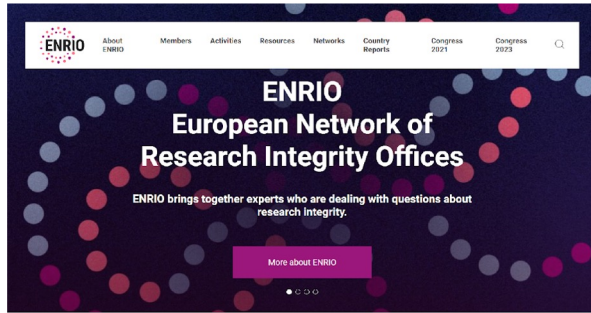 ENRIO
About ENRIO
Members
Activities
Resources
Networks
Country Reports
Congress 2021
Congress 2023
ENRIO
European Network of
Research Integrity Offices
ENRIO brings together experts who are dealing with questions about
research integrity.
More about ENRIO